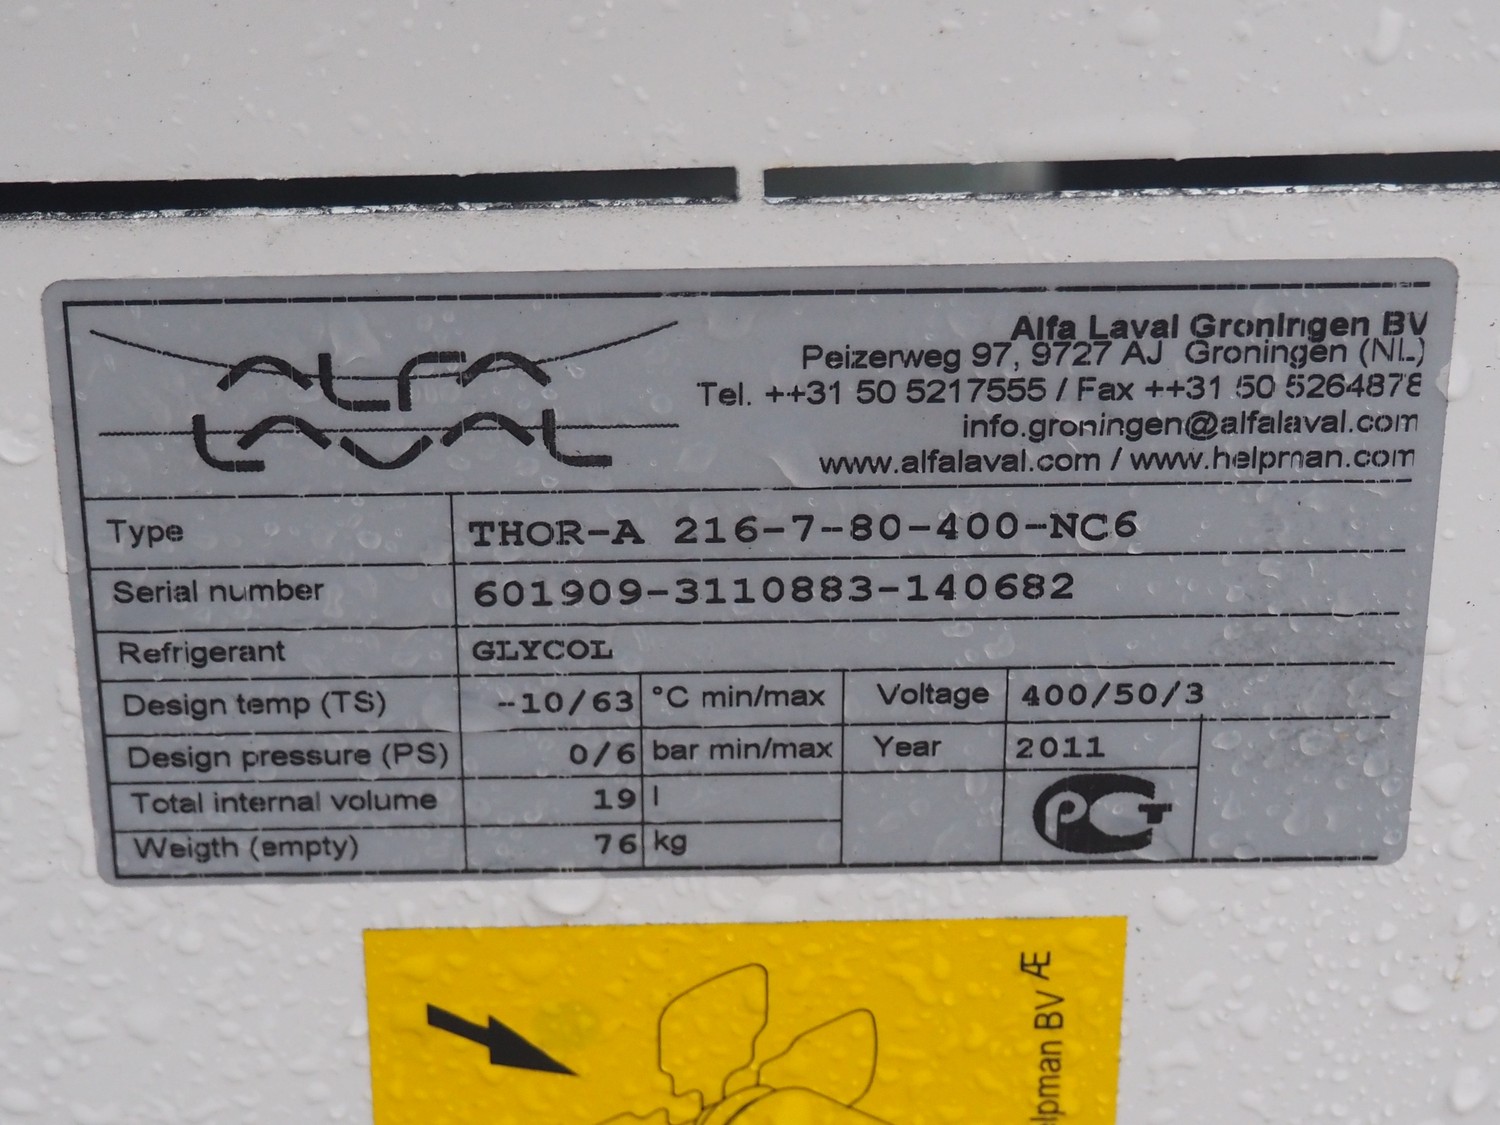 ALFA
LAVAL
Alfa Laval Groningen BV
Peizerweg 97, 9727 AJ Groningen (NL)
Tel. ++31 50 5217555 / Fax ++31 50 5264878
info.groningen@alfalaval.com
www.alfalaval.com / www.helpman.com
Type THOR-A 216-7-80-400-NC6
Serial number 601909-3110883-140682
Refrigerant GLYCOL
Design temp (TS) -10/63 °C min/max Voltage 400/50/3
Design pressure (PS) 0/6 bar min/max Year 2011
Total internal volume 19 l
Weigth (empty) 76 kg
РСТ
elpman BV Æ